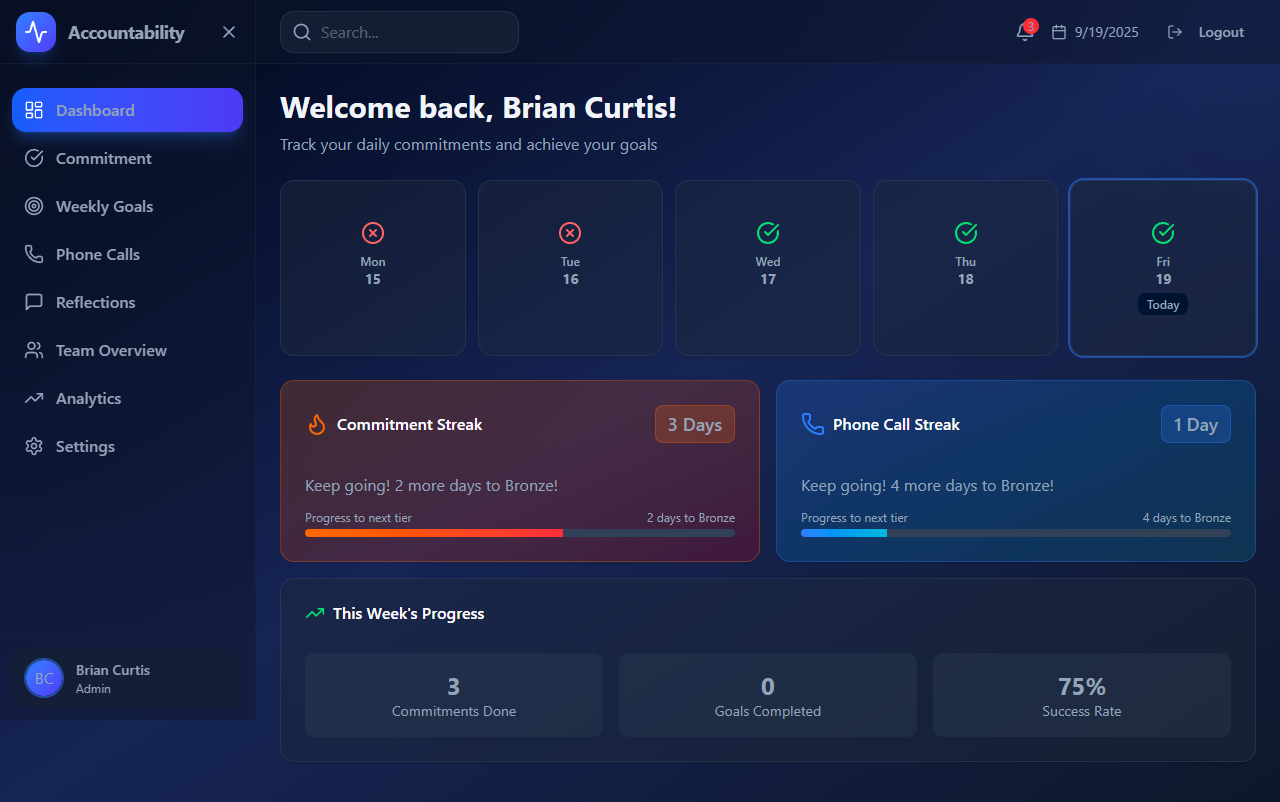 Accountability
Search...
3
9/19/2025
Logout
Dashboard
Commitment
Weekly Goals
Phone Calls
Reflections
Team Overview
Analytics
Settings
BC
Brian Curtis
Admin
Welcome back, Brian Curtis!
Track your daily commitments and achieve your goals
Mon
15
Tue
16
Wed
17
Thu
18
Fri
19
Today
Commitment Streak
3 Days
Keep going! 2 more days to Bronze!
Progress to next tier
2 days to Bronze
Phone Call Streak
1 Day
Keep going! 4 more days to Bronze!
Progress to next tier
4 days to Bronze
This Week's Progress
3
Commitments Done
0
Goals Completed
75%
Success Rate